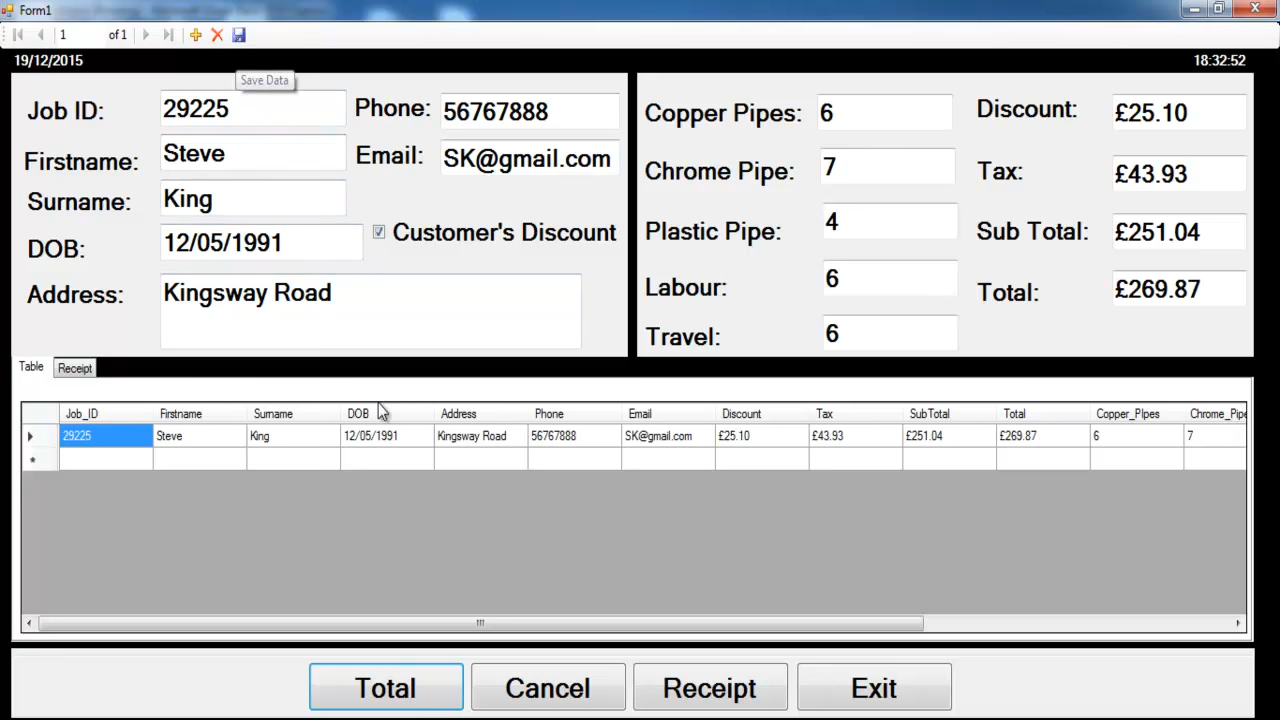 Form1
1 of 1
19/12/2015 18:32:52
Save Data
Job ID: 29225 Phone: 56767888
Firstname: Steve Email: SK@gmail.com
Surname: King
DOB: 12/05/1991 Customer's Discount
Address: Kingsway Road
Copper Pipes: 6 Discount: £25.10
Chrome Pipe: 7 Tax: £43.93
Plastic Pipe: 4 Sub Total: £251.04
Labour: 6 Total: £269.87
Travel: 6
Table Receipt
Job_ID Firstname Surname DOB Address Phone Email Discount Tax SubTotal Total Copper_PIpes Chrome_Pipe
29225 Steve King 12/05/1991 Kingsway Road 56767888 SK@gmail.com £25.10 £43.93 £251.04 £269.87 6 7
Total Cancel Receipt Exit